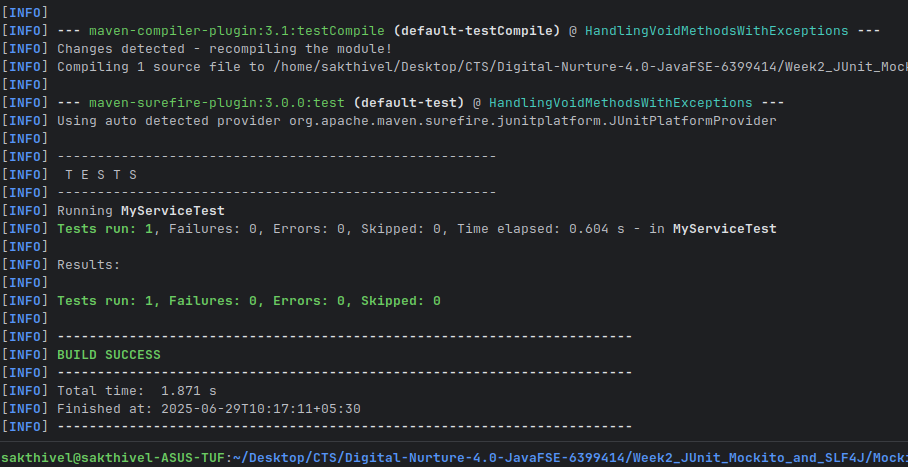 [INFO]
[INFO] --- maven-compiler-plugin:3.1:testCompile (default-testCompile) @ HandlingVoidMethodsWithExceptions ---
[INFO] Changes detected - recompiling the module!
[INFO] Compiling 1 source file to /home/sakthivel/Desktop/CTS/Digital-Nurture-4.0-JavaFSE-6399414/Week2_JUnit_Mock
[INFO]
[INFO] --- maven-surefire-plugin:3.0.0:test (default-test) @ HandlingVoidMethodsWithExceptions ---
[INFO] Using auto detected provider org.apache.maven.surefire.junitplatform.JUnitPlatformProvider
[INFO]
[INFO] -------------------------------------------------------
[INFO]  T E S T S
[INFO] -------------------------------------------------------
[INFO] Running MyServiceTest
[INFO] Tests run: 1, Failures: 0, Errors: 0, Skipped: 0, Time elapsed: 0.604 s - in MyServiceTest
[INFO]
[INFO] Results:
[INFO]
[INFO] Tests run: 1, Failures: 0, Errors: 0, Skipped: 0
[INFO]
[INFO] ------------------------------------------------------------------------
[INFO] BUILD SUCCESS
[INFO] ------------------------------------------------------------------------
[INFO] Total time:  1.871 s
[INFO] Finished at: 2025-06-29T10:17:11+05:30
[INFO] ------------------------------------------------------------------------
sakthivel@sakthivel-ASUS-TUF:~/Desktop/CTS/Digital-Nurture-4.0-JavaFSE-6399414/Week2_JUnit_Mockito_and_SLF4J/Mocki